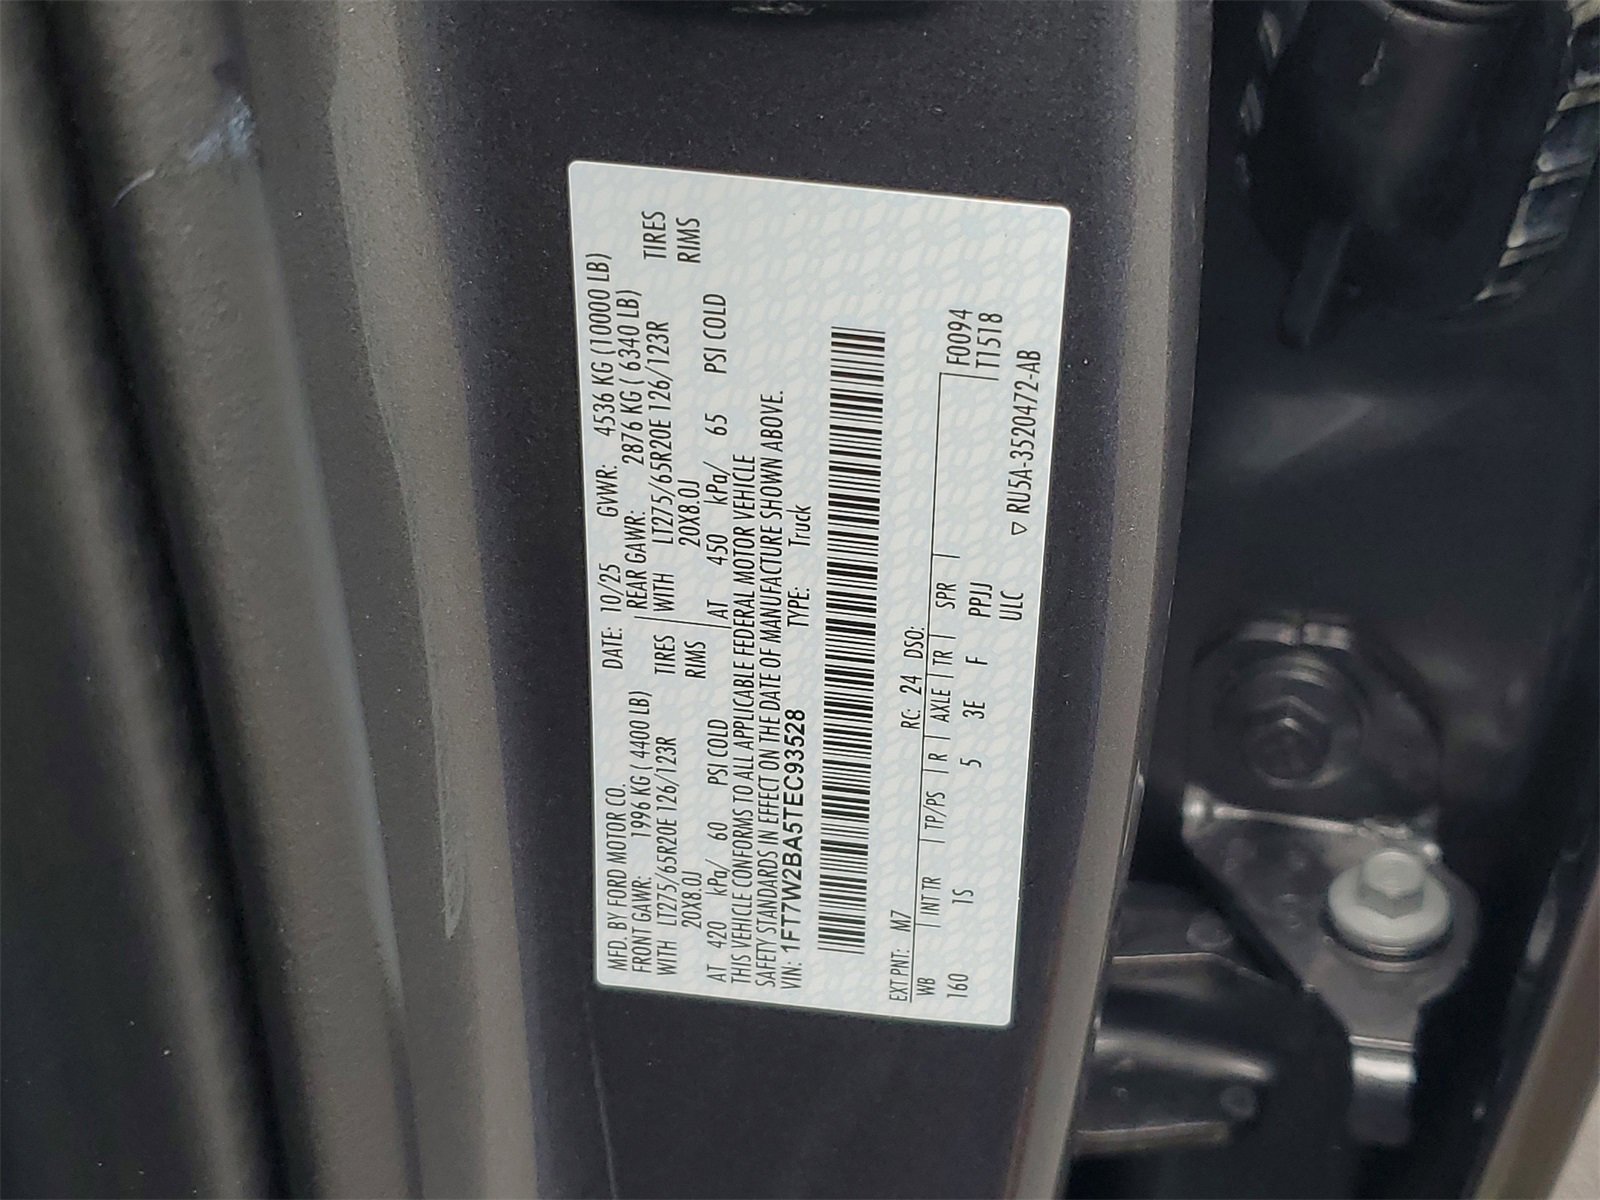 MFD. BY FORD MOTOR CO. DATE: 10/25 GVWR: 4536 KG (10000 LB)
FRONT GAWR: 1996 KG ( 4400 LB) REAR GAWR: 2876 KG ( 6340 LB)
WITH LT275/65R20E 126/123R TIRES WITH LT275/65R20E 126/123R TIRES
20X8.0J RIMS 20X8.0J RIMS
AT 420 kPa/ 60 PSI COLD AT 450 kPa/ 65 PSI COLD
THIS VEHICLE CONFORMS TO ALL APPLICABLE FEDERAL MOTOR VEHICLE
SAFETY STANDARDS IN EFFECT ON THE DATE OF MANUFACTURE SHOWN ABOVE.
VIN: 1FT7W2BA5TEC93528 TYPE: Truck
EXT PNT: M7 RC: 24 DSO:
WB INT TR TP/PS R AXLE TR SPR F0094
160 1S 5 3E F PPJJ T1518
ULC
▽ RU5A-3520472-AB